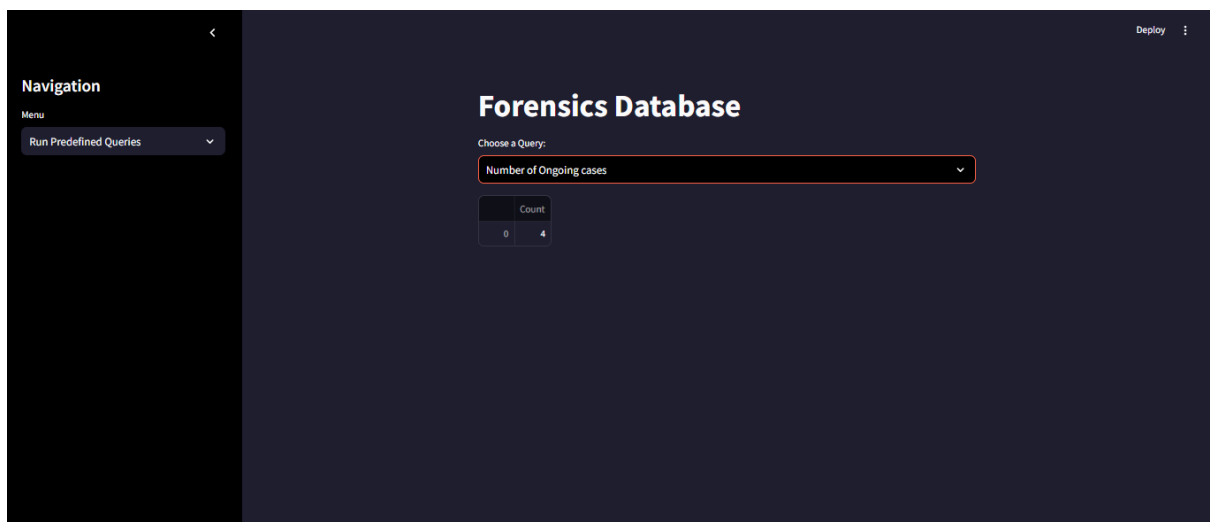 Deploy
Navigation
Menu
Run Predefined Queries
Forensics Database
Choose a Query:
Number of Ongoing cases
Count
0 4